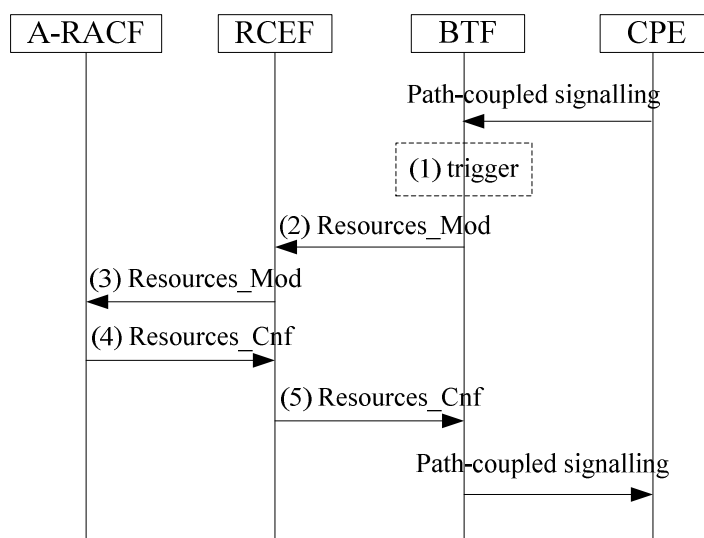 A-RACF RCEF BTF CPE
Path-coupled signalling
(1) trigger
(2) Resources_Mod
(3) Resources_Mod
(4) Resources_Cnf
(5) Resources_Cnf
Path-coupled signalling